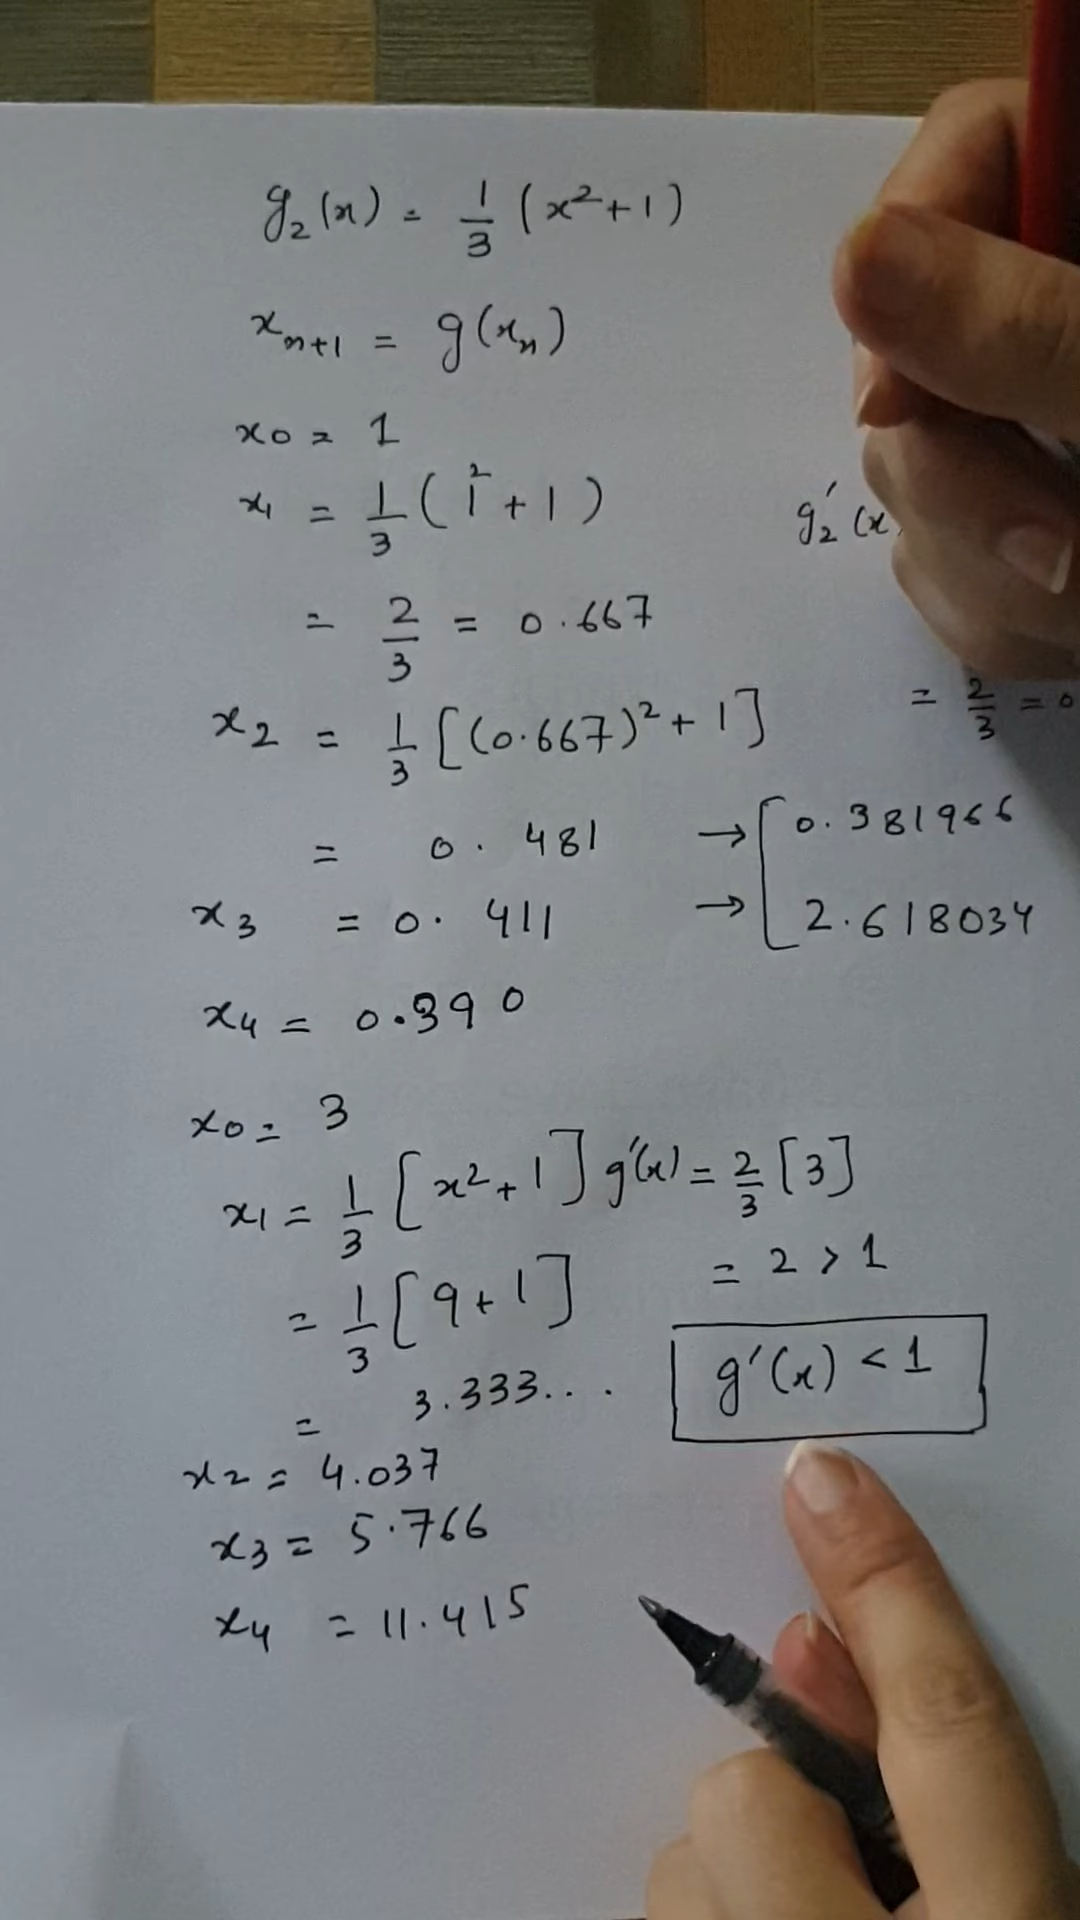 g₂(x) = 1/3 (x² + 1)
xₙ₊₁ = g(xₙ)
x₀ = 1
x₁ = 1/3 (1² + 1)
g₂′(x
= 2/3 = 0.667
= 2/3 = 0
x₂ = 1/3 [(0.667)² + 1]
= 0.481
→ [0.381966
x₃ = 0.411
→ 2.618034
x₄ = 0.390
x₀ = 3
x₁ = 1/3 [x² + 1] g′(x) = 2/3 [3]
= 2 > 1
= 1/3 [9 + 1]
g′(x) < 1
= 3.333...
x₂ = 4.037
x₃ = 5.766
x₄ = 11.415